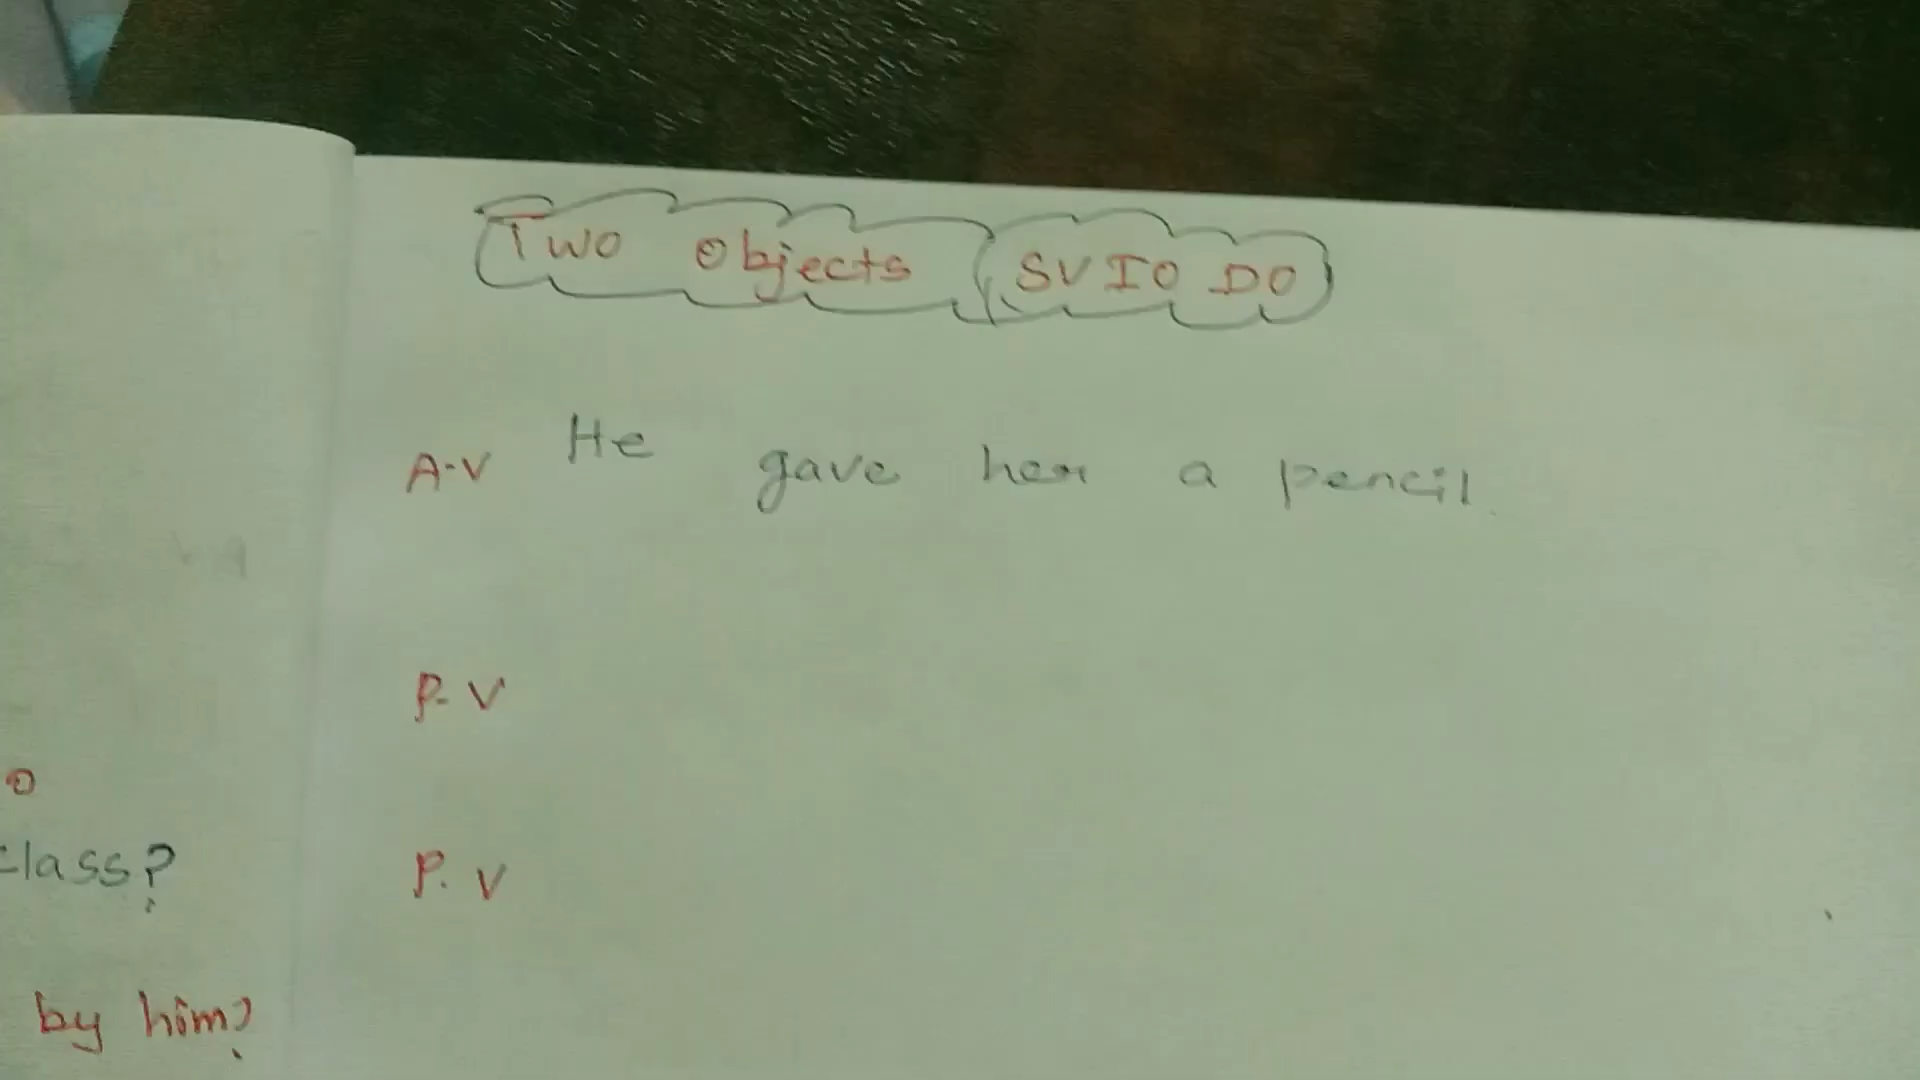 Two Objects SV IO DO
A.V He gave her a pencil.
P.V
P.V
o
class?
by him?